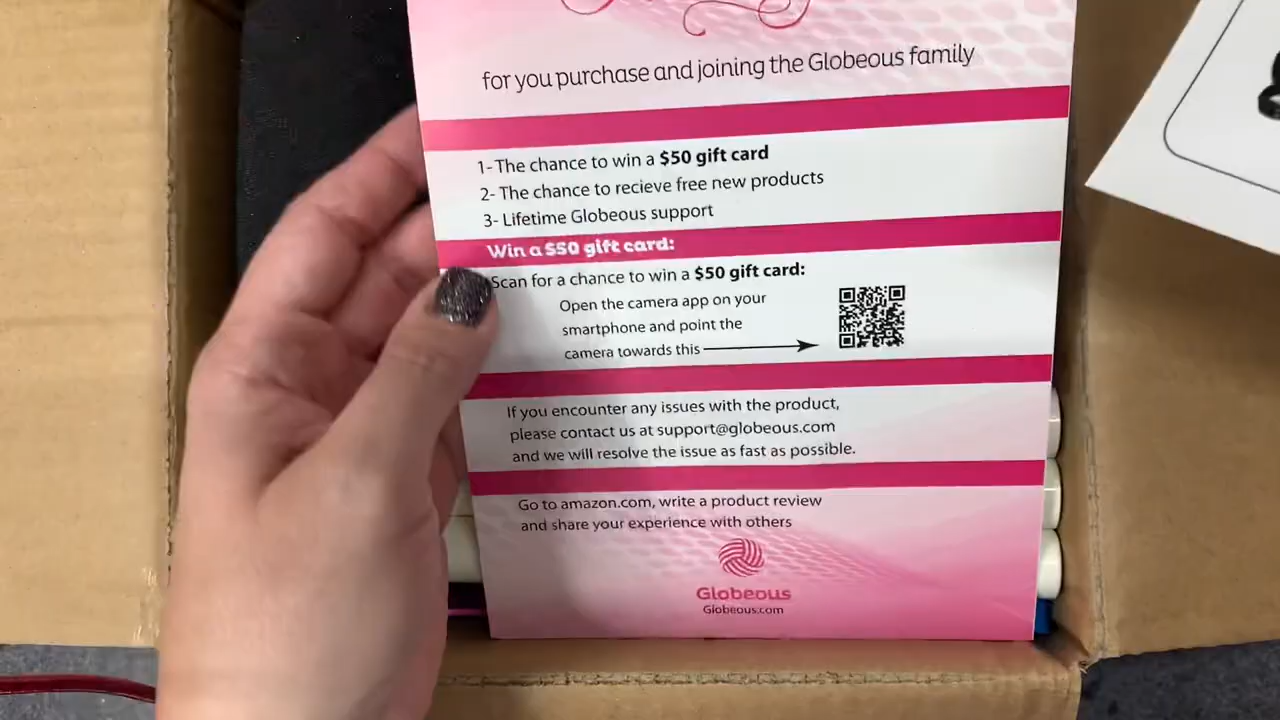 for you purchase and joining the Globeous family
1- The chance to win a $50 gift card
2- The chance to recieve free new products
3- Lifetime Globeous support
Win a $50 gift card:
Scan for a chance to win a $50 gift card:
Open the camera app on your
smartphone and point the
camera towards this
If you encounter any issues with the product,
please contact us at support@globeous.com
and we will resolve the issue as fast as possible.
Go to amazon.com, write a product review
and share your experience with others
Globeous
Globeous.com